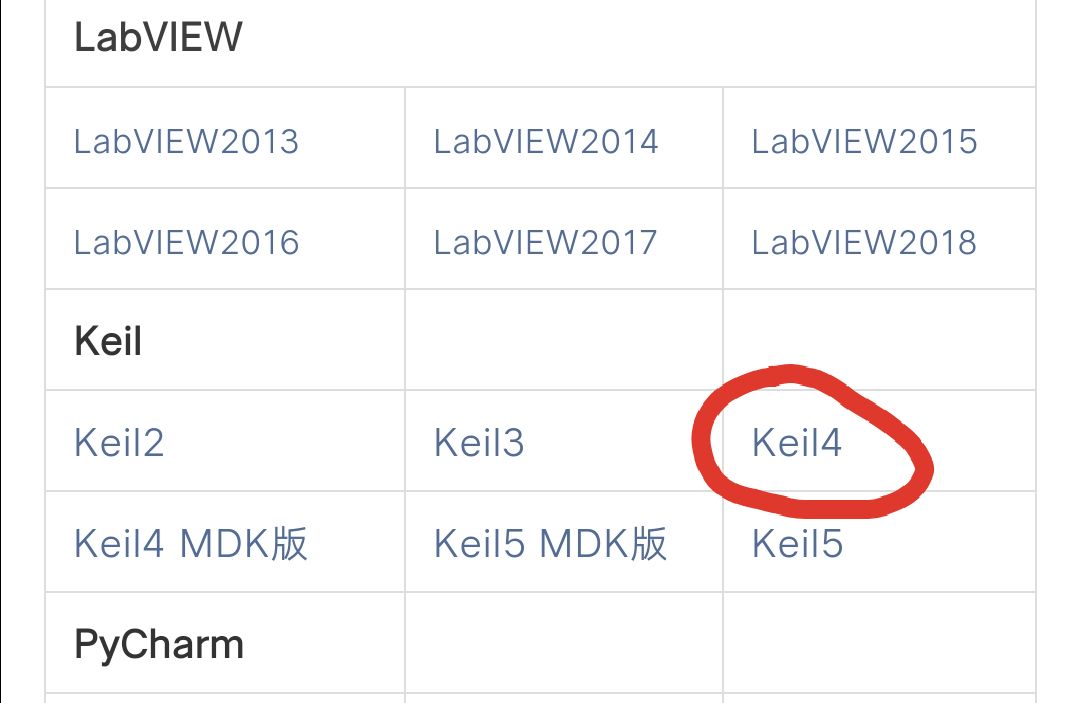 LabVIEW
LabVIEW2013 LabVIEW2014 LabVIEW2015
LabVIEW2016 LabVIEW2017 LabVIEW2018
Keil
Keil2 Keil3 Keil4
Keil4 MDK版 Keil5 MDK版 Keil5
PyCharm